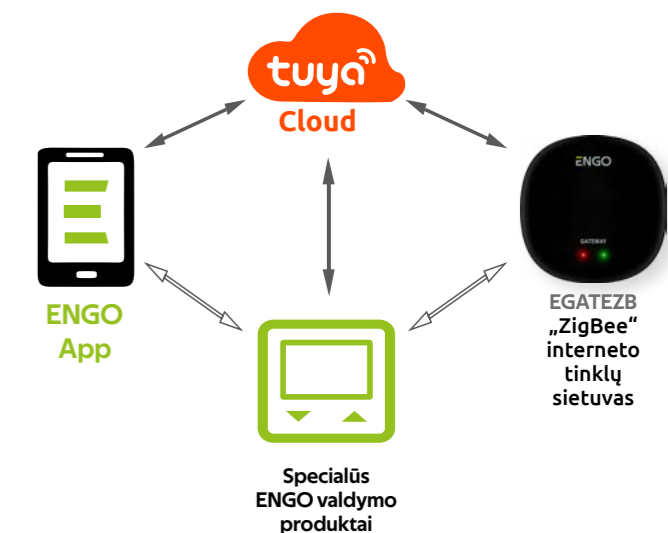 tuya
Cloud
ENGO
GATEWAY
ENGO
App
EGATEZB
„ZigBee“
interneto
tinklų
sietuvas
Specialūs
ENGO valdymo
produktai